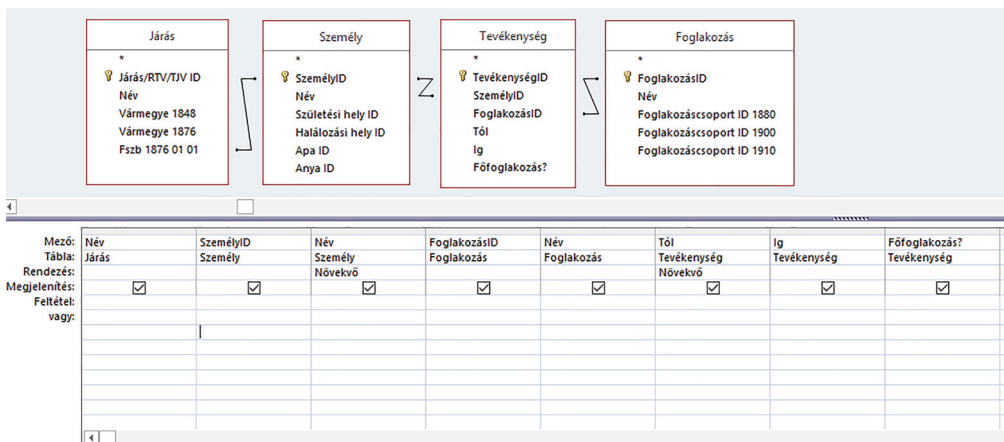 Járás
*
Járás/RTV/TJV ID
Név
Vármegye 1848
Vármegye 1876
Fszb 1876 01 01
Személy
*
SzemélyID
Név
Születési hely ID
Halálozási hely ID
Apa ID
Anya ID
Tevékenység
*
TevékenységID
SzemélyID
FoglakozásID
Tól
Ig
Főfoglakozás?
Foglakozás
*
FoglakozásID
Név
Foglakozáscsoport ID 1880
Foglakozáscsoport ID 1900
Foglakozáscsoport ID 1910
Mező: Név SzemélyID Név FoglakozásID Név Tól Ig Főfoglakozás?
Tábla: Járás Személy Személy Foglakozás Foglakozás Tevékenység Tevékenység Tevékenység
Rendezés: Növekvő Növekvő
Megjelenítés:
Feltétel:
vagy: